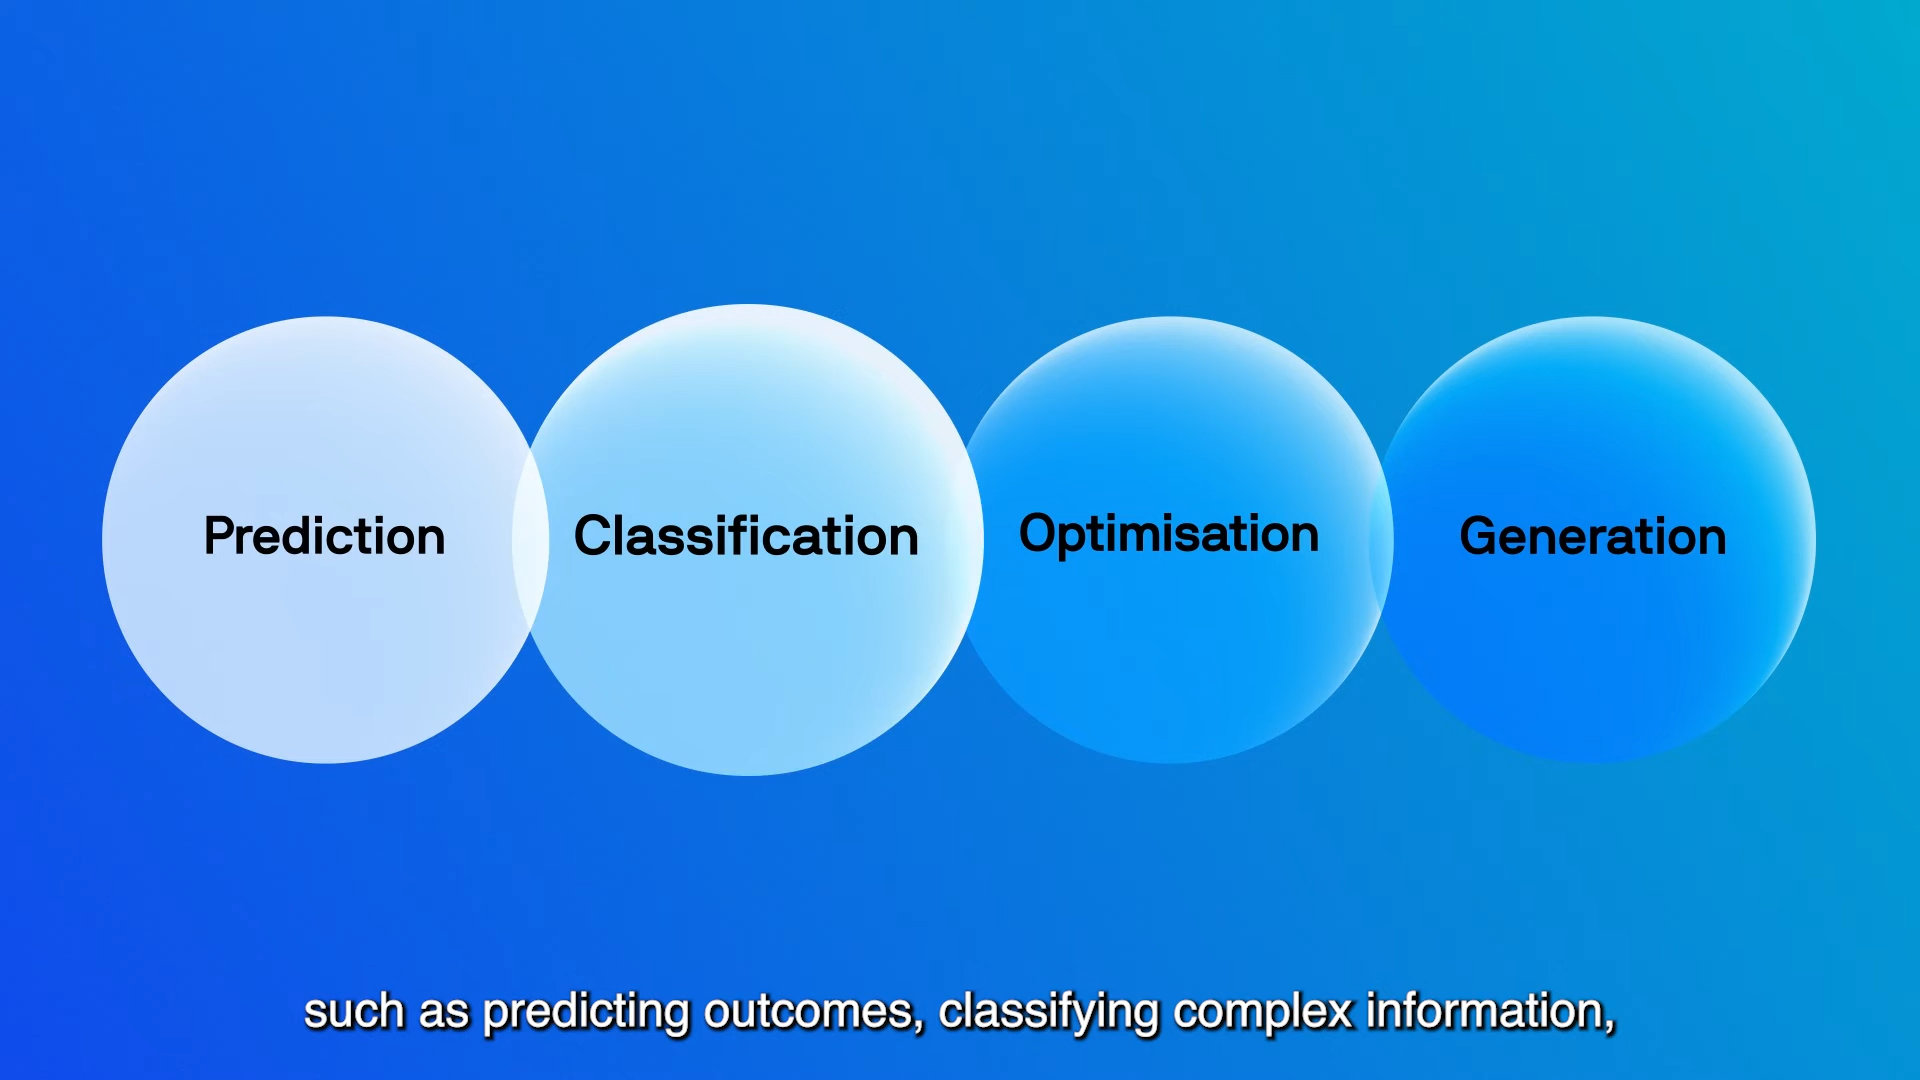 Prediction
Classification
Optimisation
Generation
such as predicting outcomes, classifying complex information,